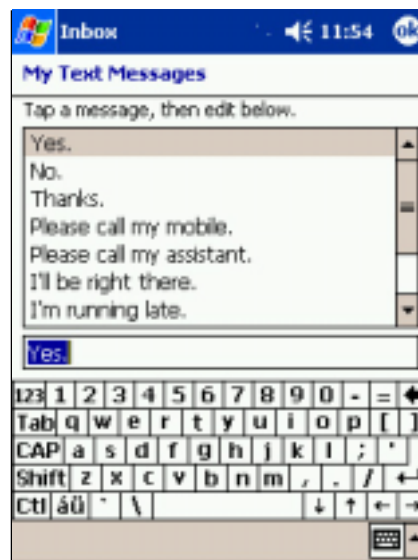 Inbox 11:54 ok
My Text Messages
Tap a message, then edit below.
Yes.
No.
Thanks.
Please call my mobile.
Please call my assistant.
I'll be right there.
I'm running late.
Yes.
123 1 2 3 4 5 6 7 8 9 0 - = ←
Tab q w e r t y u i o p [ ]
CAP a s d f g h j k l ; '
Shift z x c v b n m , . / ↵
Ctl áü ` \ ↓ ↑ ← →